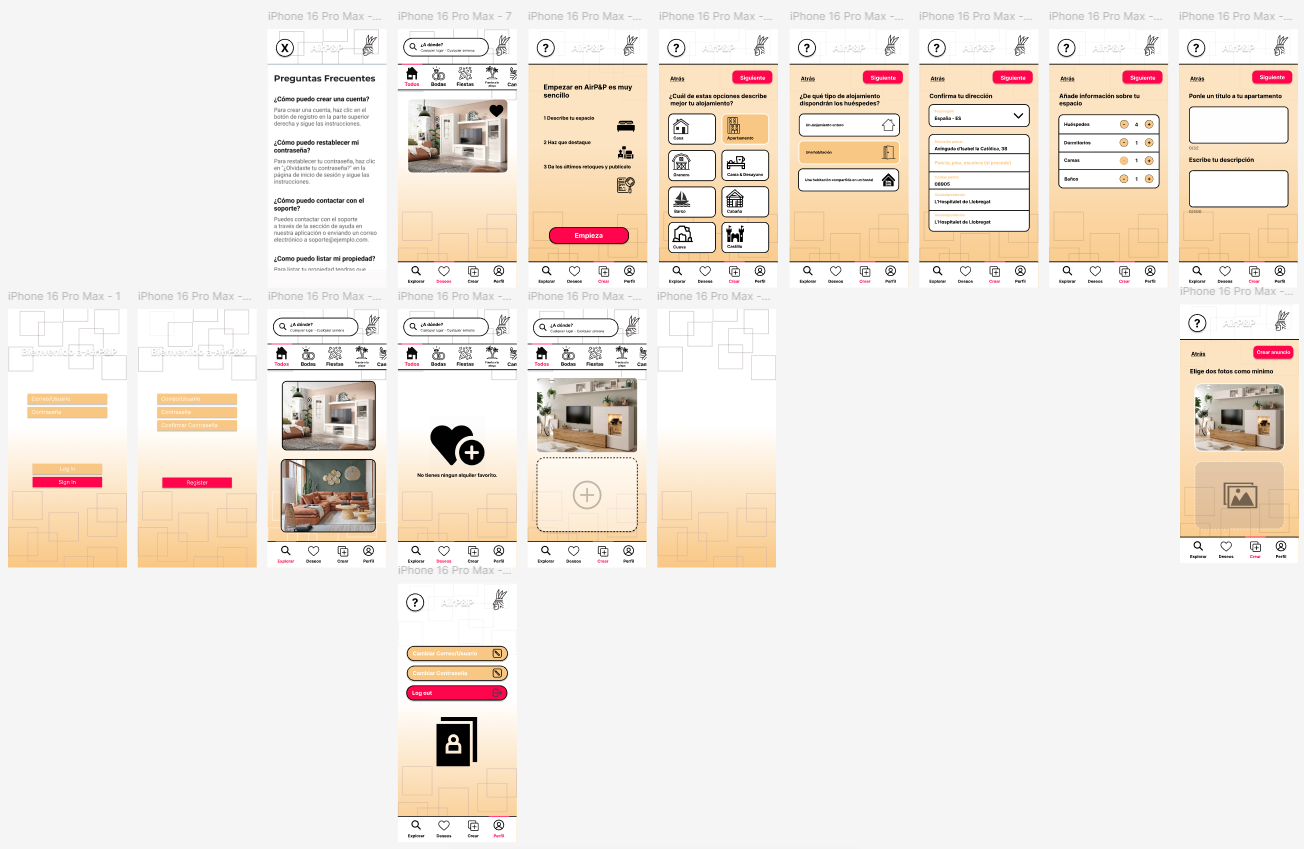 iPhone 16 Pro Max -...
X
AirP&P
Preguntas Frecuentes
¿Cómo puedo crear una cuenta?
Para crear una cuenta, haz clic en el
botón de registro en la parte superior
derecha y sigue las instrucciones.
¿Cómo puedo restablecer mi
contraseña?
Para restablecer tu contraseña, haz clic
en "¿Olvidaste tu contraseña?" en la
página de inicio de sesión y sigue las
instrucciones.
¿Cómo puedo contactar con el
soporte?
Puedes contactar con el soporte
a través de la sección de ayuda en
nuestra aplicación o enviando un correo
electrónico a soporte@ejemplo.com.
¿Como puedo listar mi propiedad?
Para listar tu propiedad tendras que
iPhone 16 Pro Max - 7
¿A dónde?
Cualquier lugar - Cualquier semana
Todos
Bodas
Fiestas
Explorar
Deseos
Crear
Perfil
iPhone 16 Pro Max -...
?
AirP&P
Empezar en AirP&P es muy
sencillo
1 Describe tu espacio
2 Haz que destaque
3 Da los últimos retoques y publícalo
Empieza
Explorar
Deseos
Crear
Perfil
iPhone 16 Pro Max -...
?
AirP&P
Atrás
Siguiente
¿Cuál de estas opciones describe
mejor tu alojamiento?
Casa
Apartamento
Granero
Cama & Desayuno
Barco
Cabaña
Cueva
Castillo
Explorar
Deseos
Crear
Perfil
iPhone 16 Pro Max -...
?
AirP&P
Atrás
Siguiente
¿De qué tipo de alojamiento
dispondrán los huéspedes?
Un alojamiento entero
Una habitación
Una habitación compartida en un hostal
Explorar
Deseos
Crear
Perfil
iPhone 16 Pro Max -...
?
AirP&P
Atrás
Siguiente
Confirma tu dirección
España - ES
Avinguda d'Isabel la Catòlica, 38
Puerta, piso, escalera (si procede)
08905
L'Hospitalet de Llobregat
L'Hospitalet de Llobregat
Explorar
Deseos
Crear
Perfil
iPhone 16 Pro Max -...
?
AirP&P
Atrás
Siguiente
Añade información sobre tu
espacio
Huéspedes - 4 +
Dormitorios - 1 +
Camas - 1 +
Baños - 1 +
Explorar
Deseos
Crear
Perfil
iPhone 16 Pro Max -...
?
AirP&P
Atrás
Siguiente
Ponle un título a tu apartamento
0/32
Escribe tu descripción
0/500
Explorar
Deseos
Crear
Perfil
iPhone 16 Pro Max - 1
Bienvenido a AirP&P
Correo/Usuario
Contraseña
Log In
Sign In
iPhone 16 Pro Max -...
Bienvenido a AirP&P
Correo/Usuario
Contraseña
Confirmar Contraseña
Register
iPhone 16 Pro Max -...
¿A dónde?
Cualquier lugar - Cualquier semana
Todos
Bodas
Fiestas
Explorar
Deseos
Crear
Perfil
iPhone 16 Pro Max -...
¿A dónde?
Cualquier lugar - Cualquier semana
Todos
Bodas
Fiestas
No tienes ningun alquiler favorito.
Explorar
Deseos
Crear
Perfil
iPhone 16 Pro Max -...
¿A dónde?
Cualquier lugar - Cualquier semana
Todos
Bodas
Fiestas
Explorar
Deseos
Crear
Perfil
iPhone 16 Pro Max -...
iPhone 16 Pro Max -...
?
AirP&P
Atrás
Crear anuncio
Elige dos fotos como mínimo
Explorar
Deseos
Crear
Perfil
iPhone 16 Pro Max -...
?
AirP&P
Cambiar Correo/Usuario
Cambiar Contraseña
Log out
Explorar
Deseos
Crear
Perfil